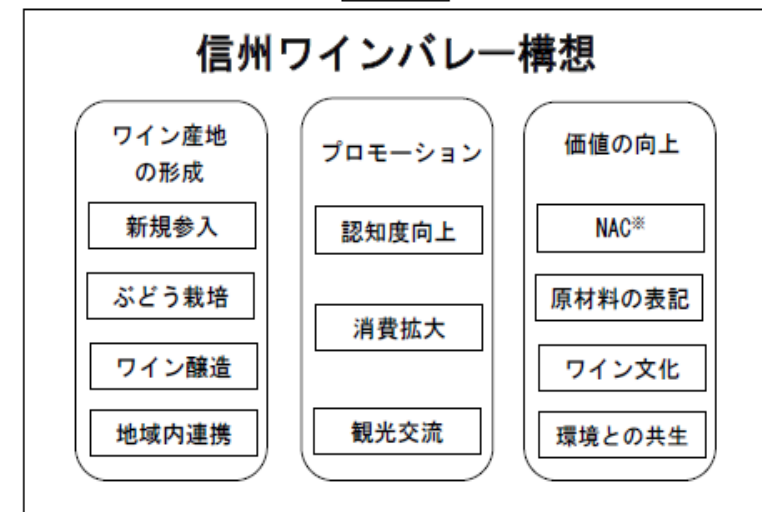 信州ワインバレー構想
ワイン産地
の形成
新規参入
ぶどう栽培
ワイン醸造
地域内連携
プロモーション
認知度向上
消費拡大
観光交流
価値の向上
NAC※
原材料の表記
ワイン文化
環境との共生